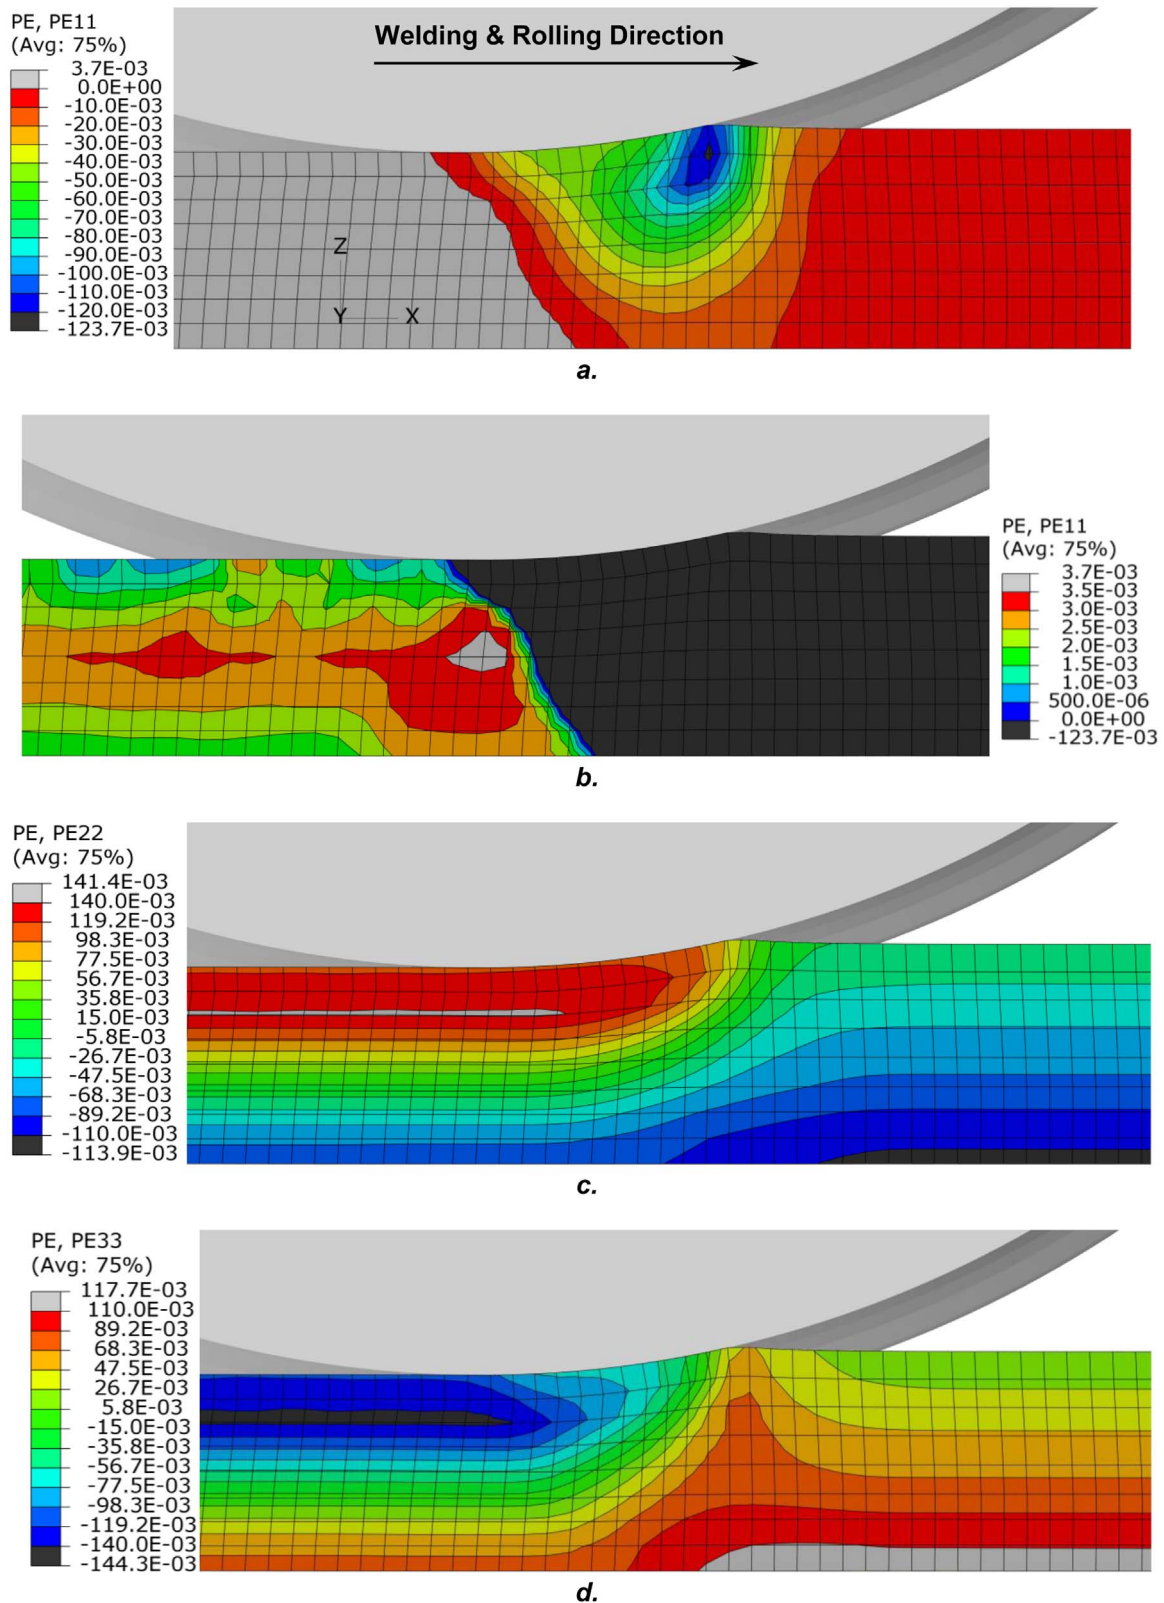 PE, PE11
(Avg: 75%)
3.7E-03
0.0E+00
-10.0E-03
-20.0E-03
-30.0E-03
-40.0E-03
-50.0E-03
-60.0E-03
-70.0E-03
-80.0E-03
-90.0E-03
-100.0E-03
-110.0E-03
-120.0E-03
-123.7E-03
Welding & Rolling Direction
Z
Y X
a.
PE, PE11
(Avg: 75%)
3.7E-03
3.5E-03
3.0E-03
2.5E-03
2.0E-03
1.5E-03
1.0E-03
500.0E-06
0.0E+00
-123.7E-03
b.
PE, PE22
(Avg: 75%)
141.4E-03
140.0E-03
119.2E-03
98.3E-03
77.5E-03
56.7E-03
35.8E-03
15.0E-03
-5.8E-03
-26.7E-03
-47.5E-03
-68.3E-03
-89.2E-03
-110.0E-03
-113.9E-03
c.
PE, PE33
(Avg: 75%)
117.7E-03
110.0E-03
89.2E-03
68.3E-03
47.5E-03
26.7E-03
5.8E-03
-15.0E-03
-35.8E-03
-56.7E-03
-77.5E-03
-98.3E-03
-119.2E-03
-140.0E-03
-144.3E-03
d.